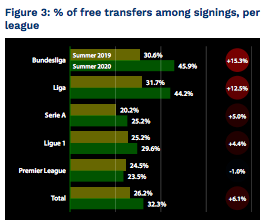 Figure 3: % of free transfers among signings, per
league
Bundesliga Summer 2019 30.6% +15.3%
Summer 2020 45.9%
Liga 31.7% +12.5%
44.2%
Serie A 20.2% +5.0%
25.2%
Ligue 1 25.2% +4.4%
29.6%
Premier League 24.5% -1.0%
23.5%
Total 26.2% +6.1%
32.3%